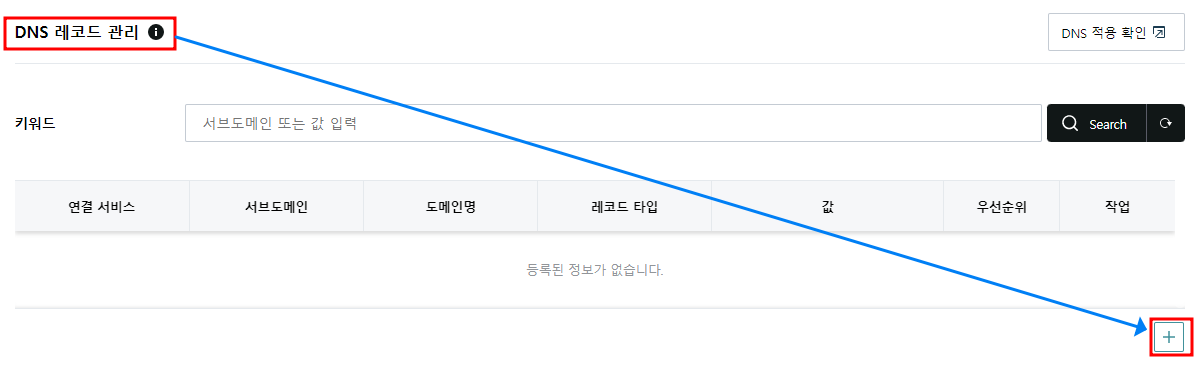 DNS 레코드 관리
DNS 적용 확인
키워드
서브도메인 또는 값 입력
Search
연결 서비스 서브도메인 도메인명 레코드 타입 값 우선순위 작업
등록된 정보가 없습니다.